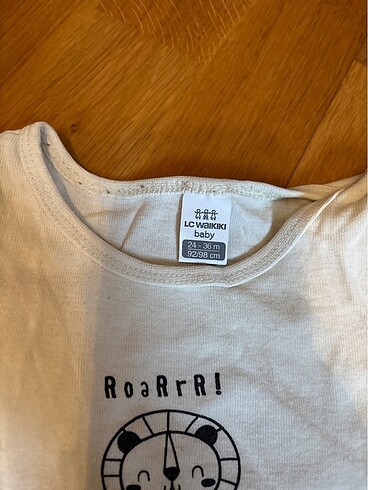 LC WAIKIKI
baby
24 - 36 m
92/98 cm
RoaRrR!